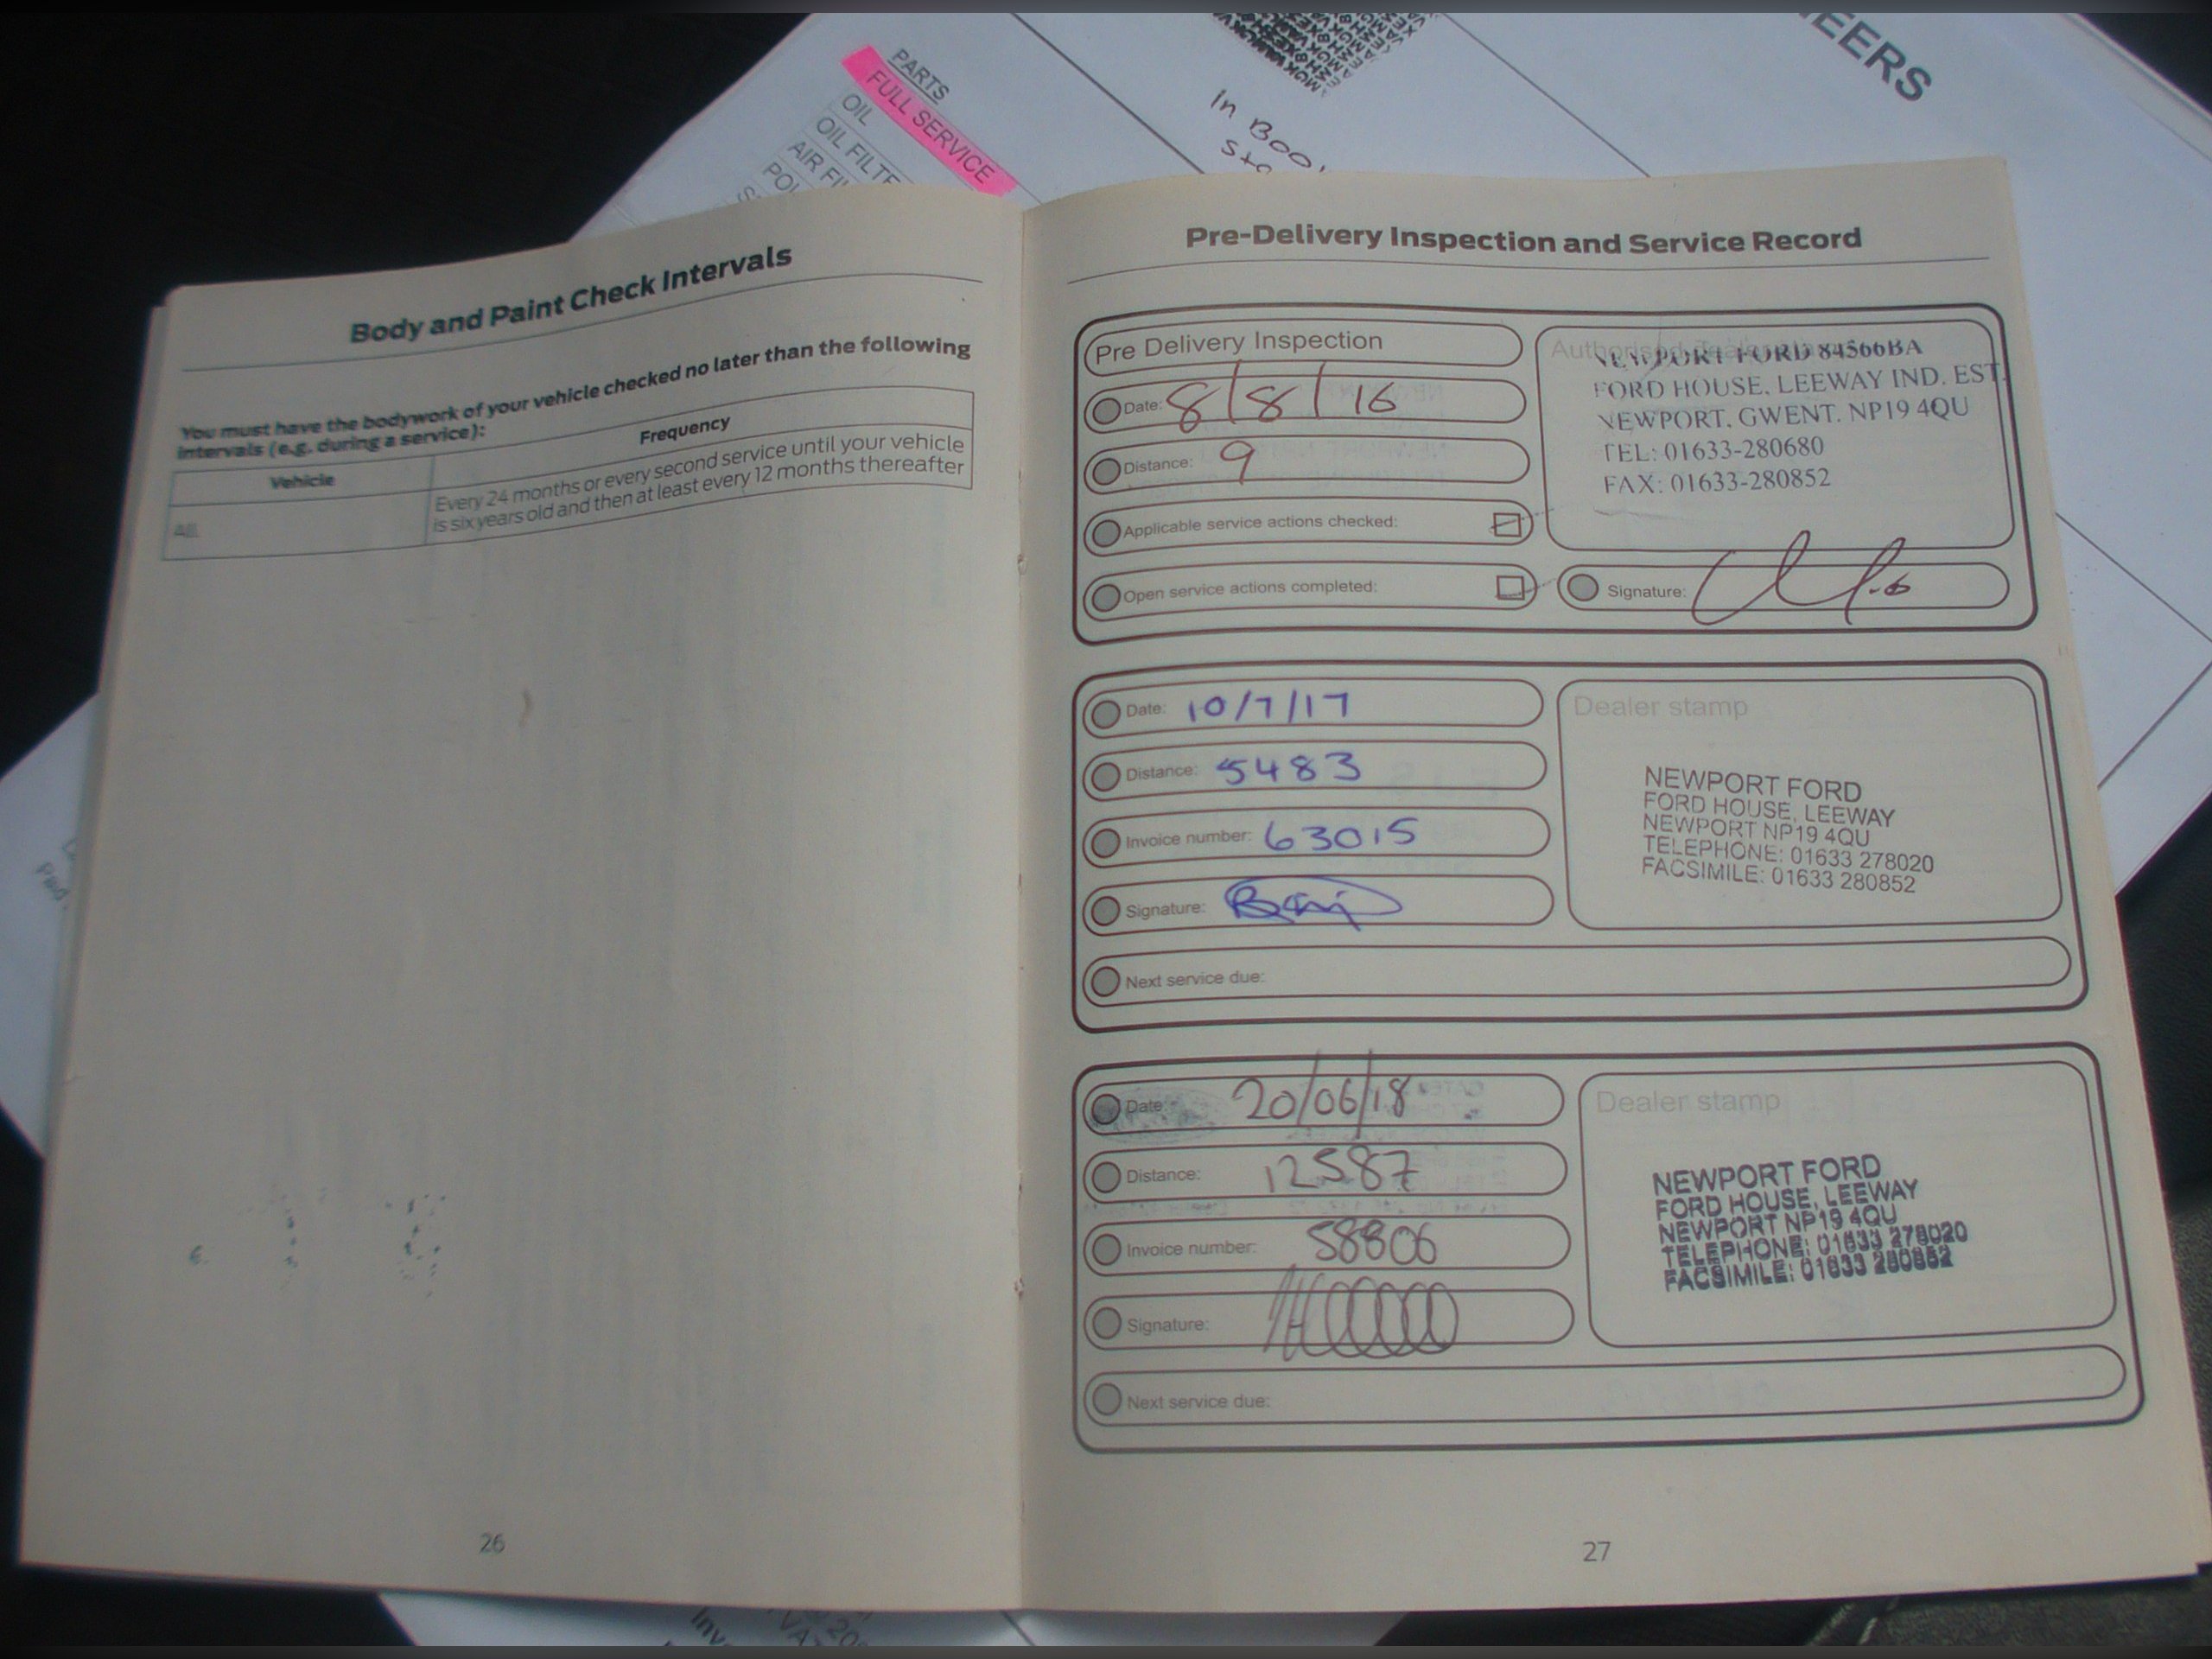 EERS
PARTS
FULL SERVICE
OIL
OIL FILTE
AIR FI
In Boo
Body and Paint Check Intervals
You must have the bodywork of your vehicle checked no later than the following
intervals (e.g. during a service):
Vehicle
Frequency
All
Every 24 months or every second service until your vehicle
is six years old and then at least every 12 months thereafter
26
Pre-Delivery Inspection and Service Record
Pre Delivery Inspection
Date: 8/8/16
Distance: 9
Applicable service actions checked:
Open service actions completed:
NEWPORT FORD 84566BA
FORD HOUSE, LEEWAY IND. EST.
NEWPORT, GWENT. NP19 4QU
TEL: 01633-280680
FAX: 01633-280852
Signature:
Date: 10/7/17
Distance: 5483
Invoice number: 63015
Signature:
Next service due:
Dealer stamp
NEWPORT FORD
FORD HOUSE, LEEWAY
NEWPORT NP19 4QU
TELEPHONE: 01633 278020
FACSIMILE: 01633 280852
Date: 20/06/18
Distance: 12587
Invoice number: 58806
Signature:
Next service due:
Dealer stamp
NEWPORT FORD
FORD HOUSE, LEEWAY
NEWPORT NP19 4QU
TELEPHONE: 01633 278020
FACSIMILE: 01633 280852
27